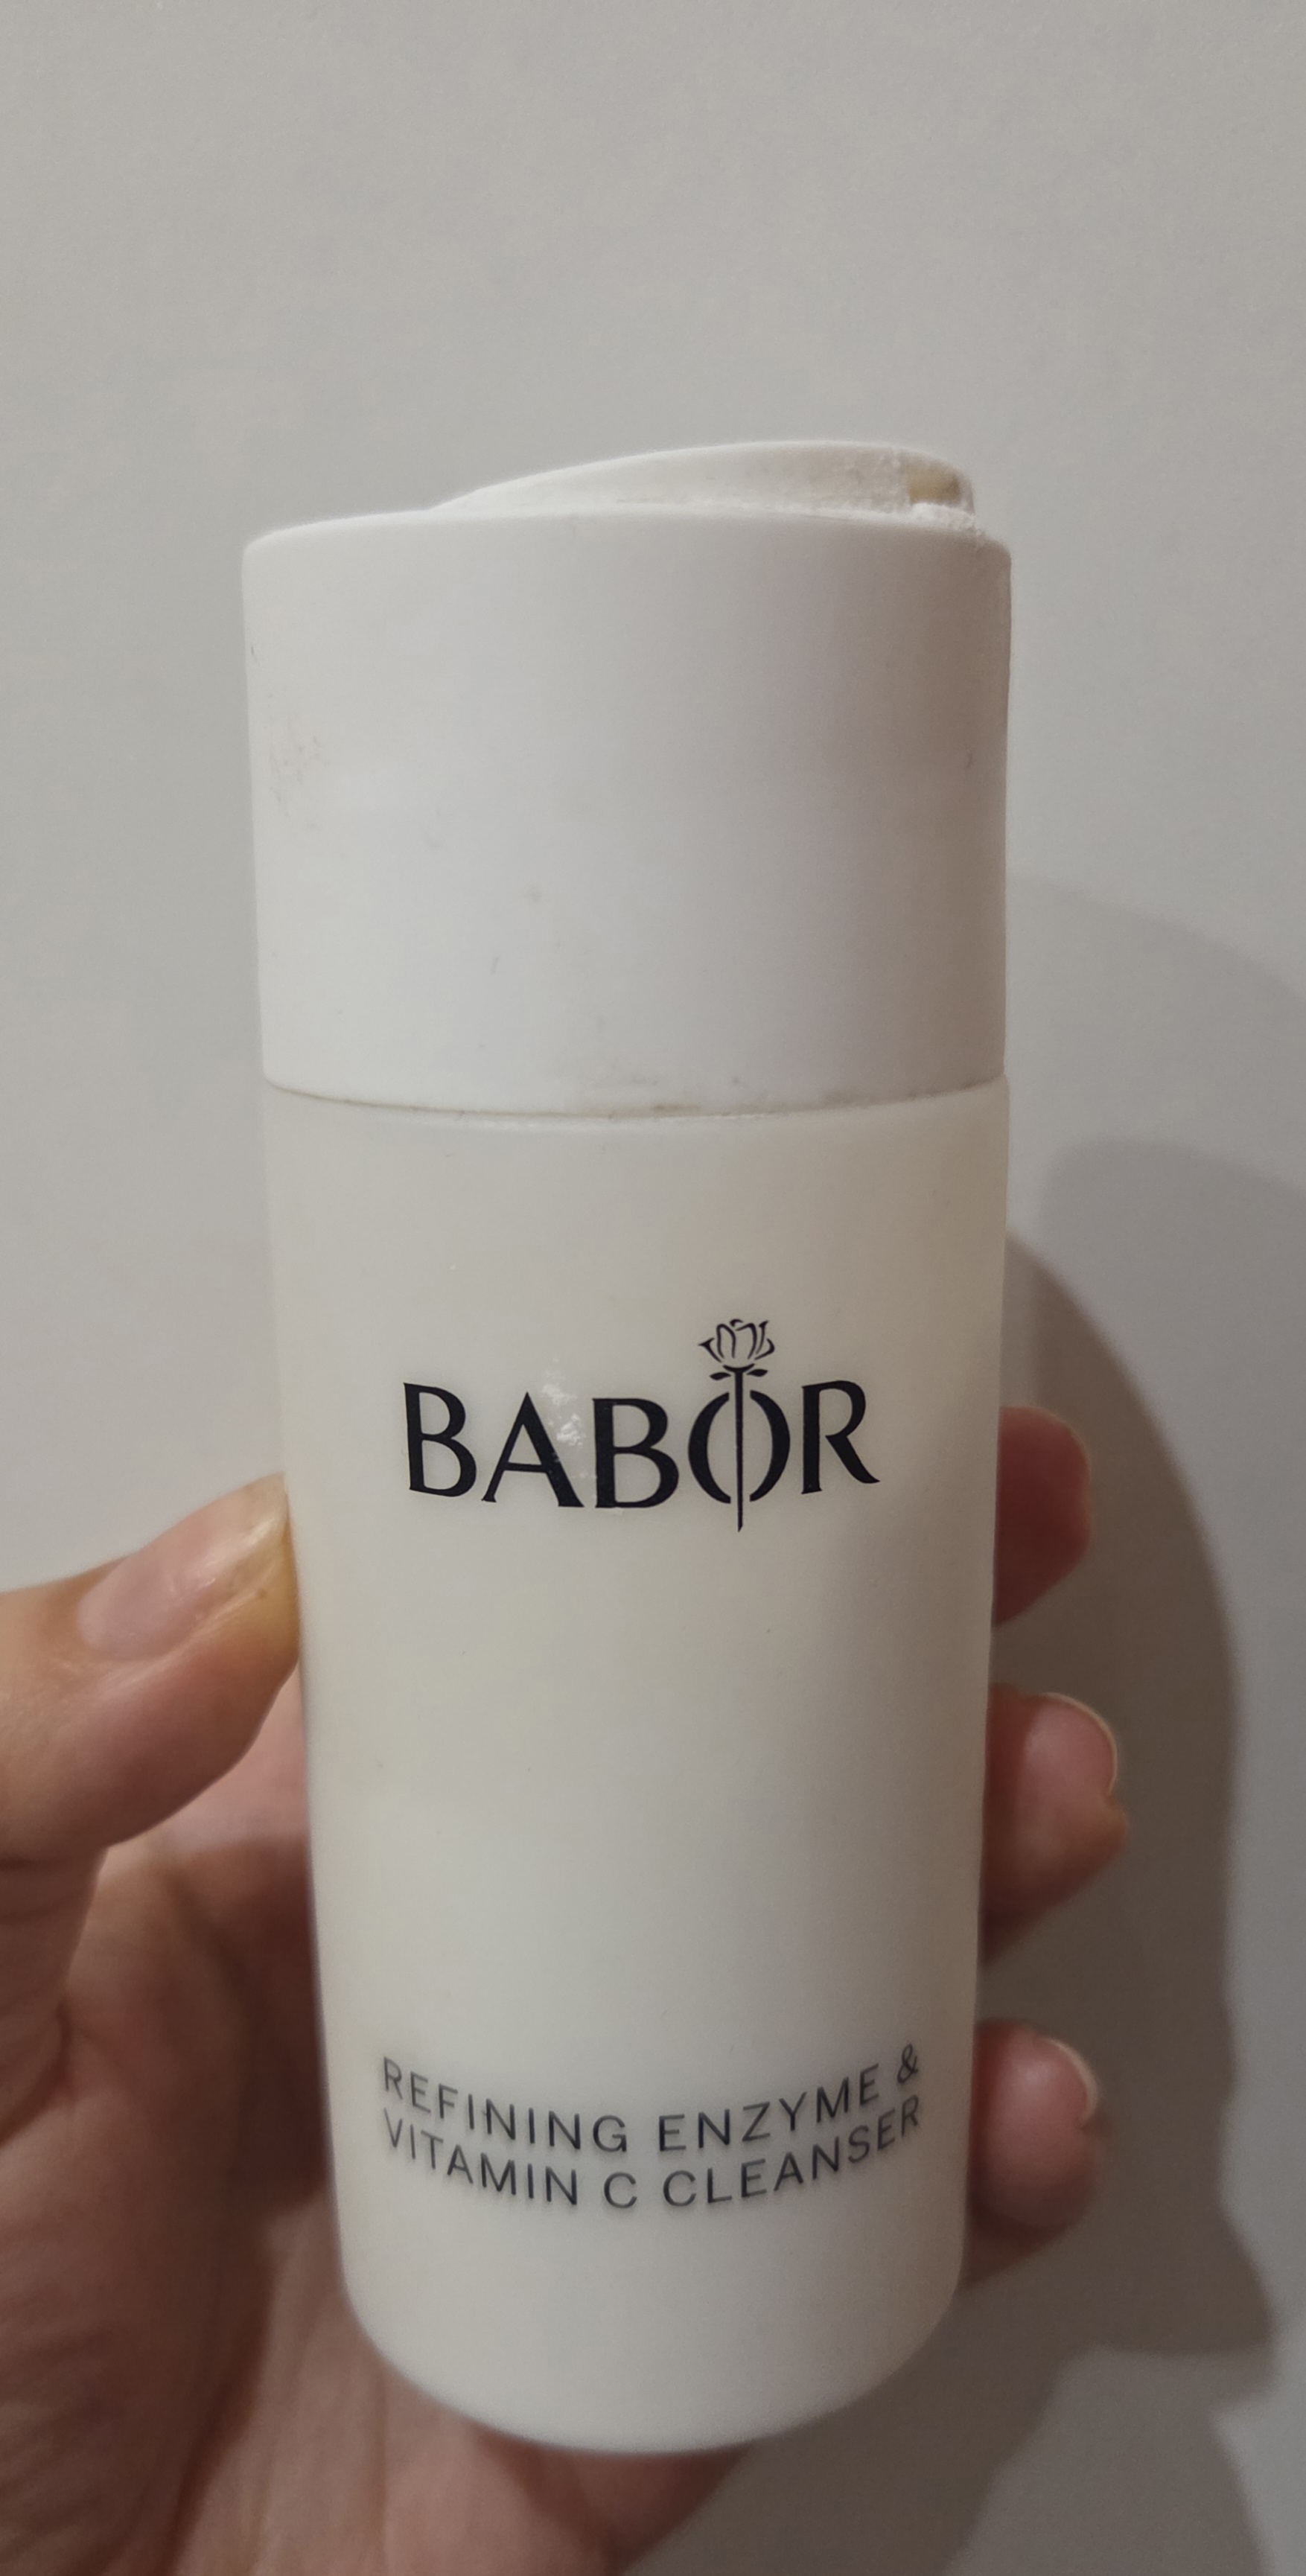 BABOR
REFINING ENZYME &
VITAMIN C CLEANSER